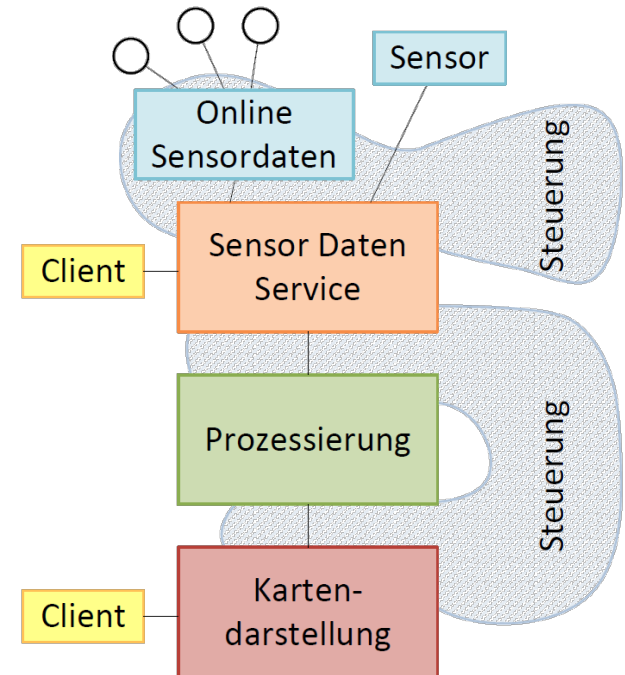 Sensor
Online
Sensordaten
Steuerung
Sensor Daten
Service
Client
Prozessierung
Steuerung
Karten-
darstellung
Client